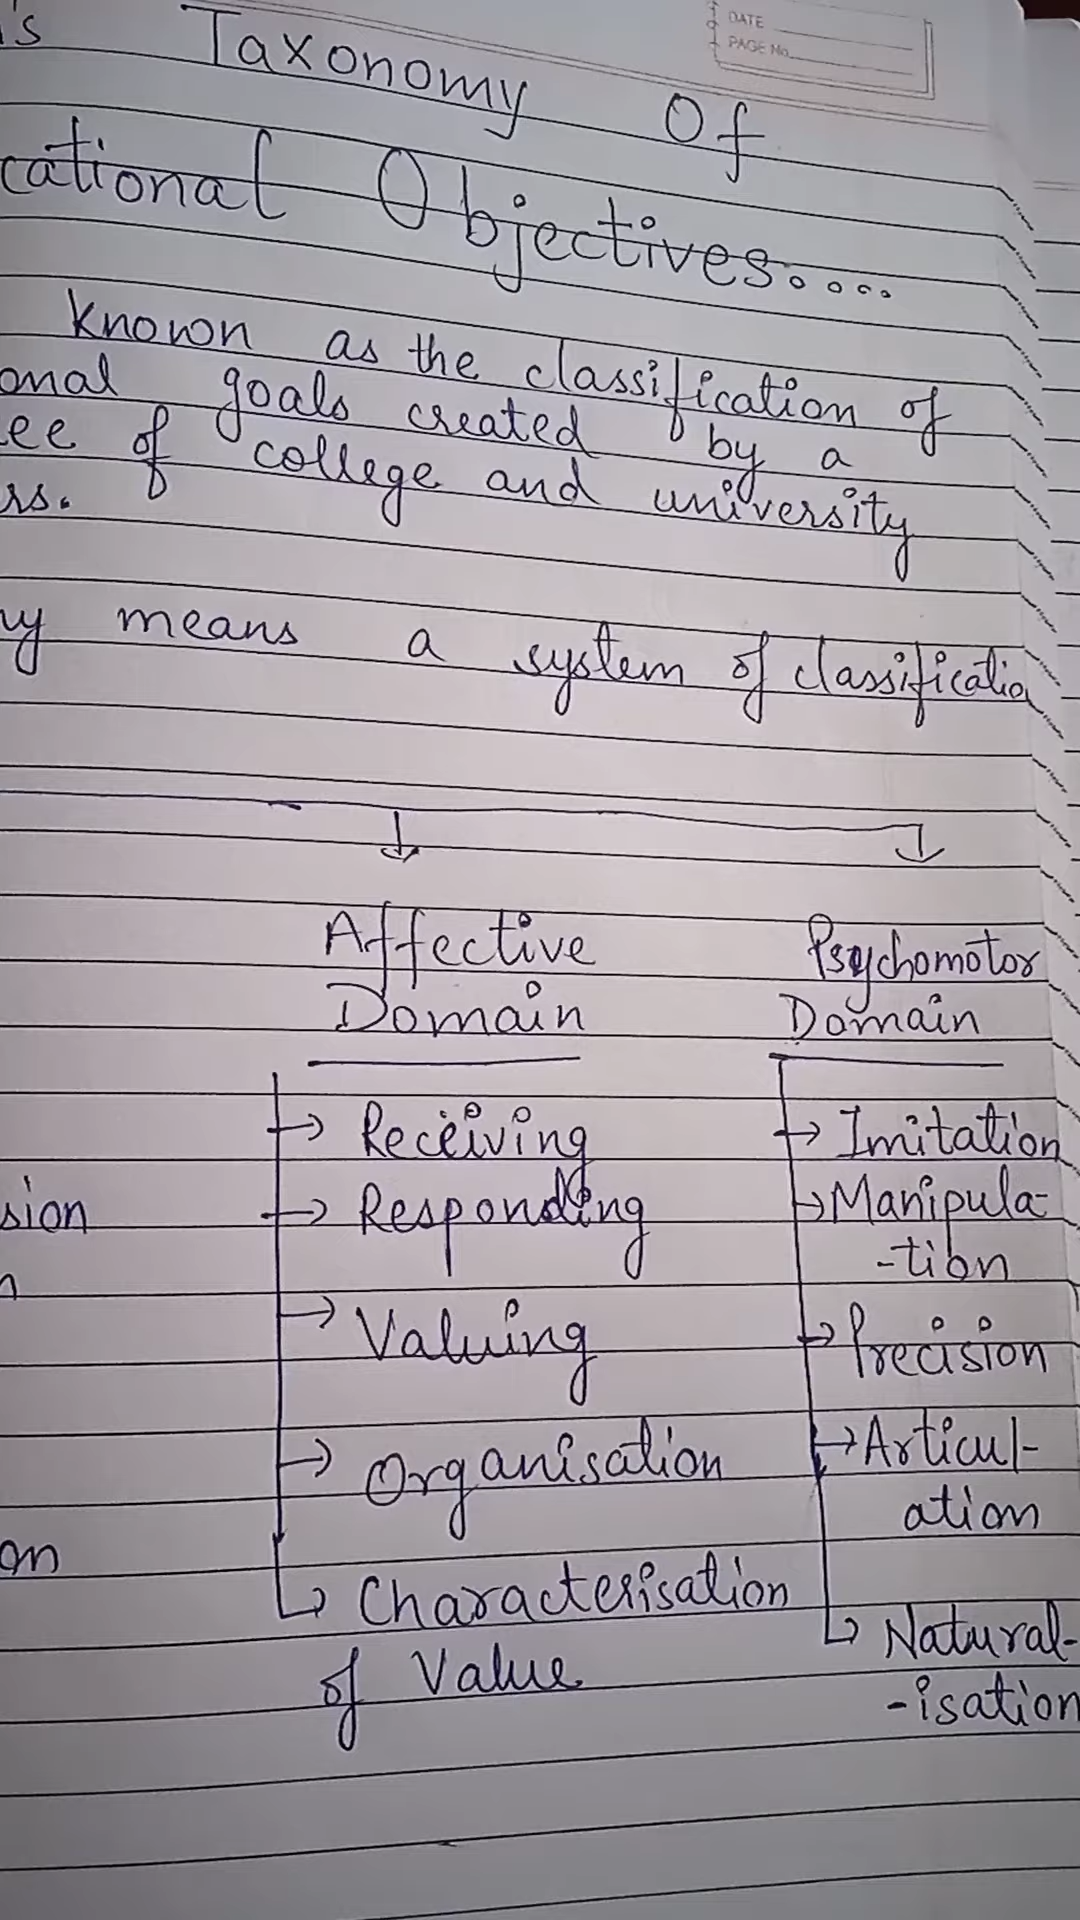 DATE
PAGE No.
's Taxonomy Of
cational Objectives....
known as the classification of
onal goals created by a
ee of college and university
rs.
my means a system of classificatio
Affective Psychomotor
Domain Domain
→ Receiving → Imitation
sion → Responding → Manipula-
n -tion
→ Valuing → Precision
→ Organisation → Articul-
ation
on
→ Characterisation → Natural-
of Value -isation